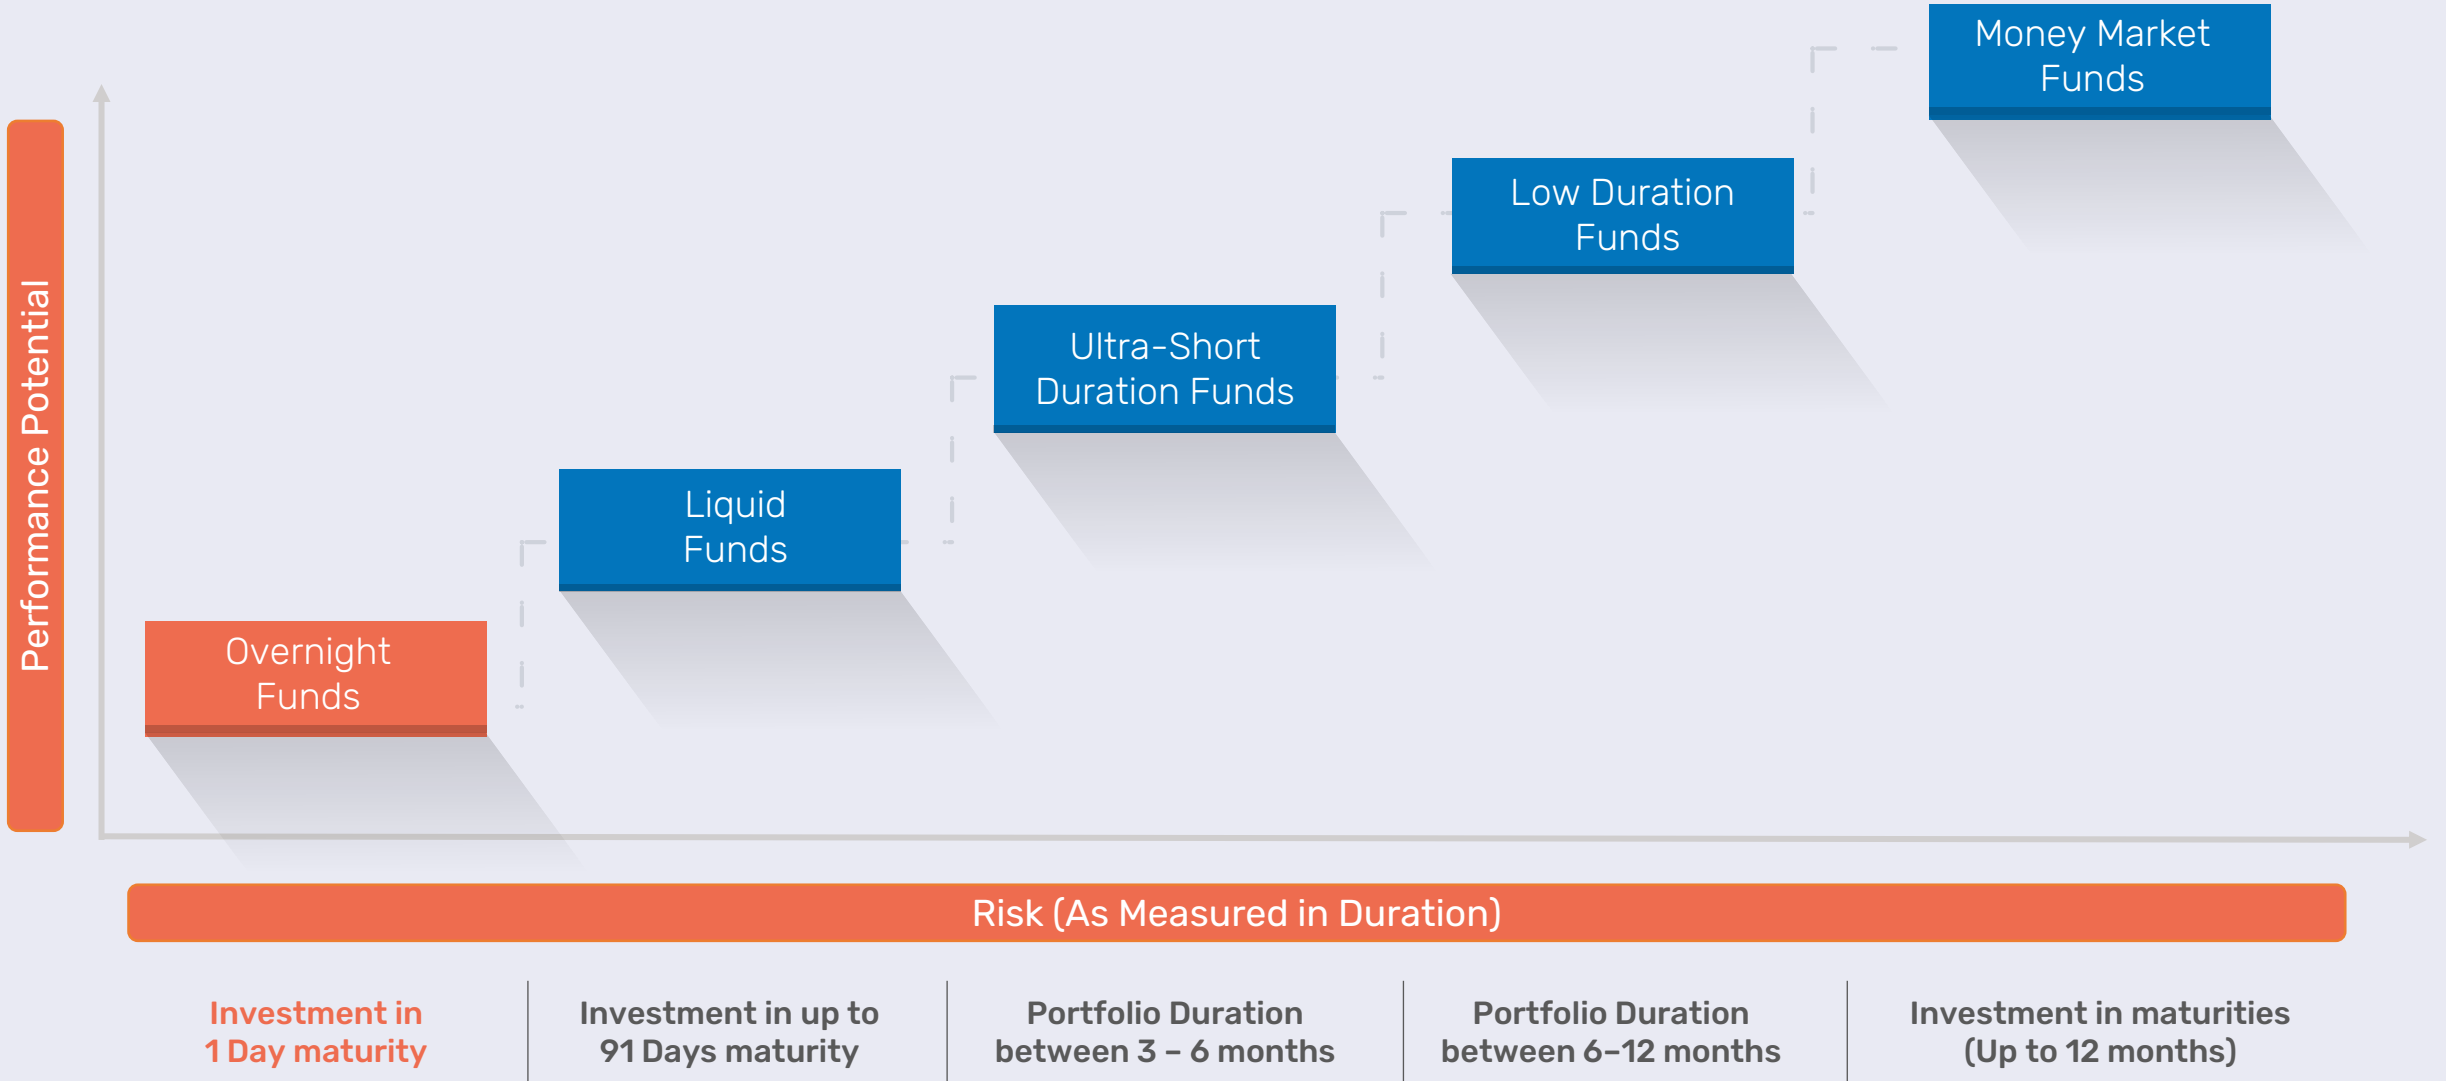 Money Market
Funds
Low Duration
Funds
Ultra-Short
Duration Funds
Liquid
Funds
Overnight
Funds
Performance Potential
Risk (As Measured in Duration)
Investment in
1 Day maturity
Investment in up to
91 Days maturity
Portfolio Duration
between 3 – 6 months
Portfolio Duration
between 6–12 months
Investment in maturities
(Up to 12 months)